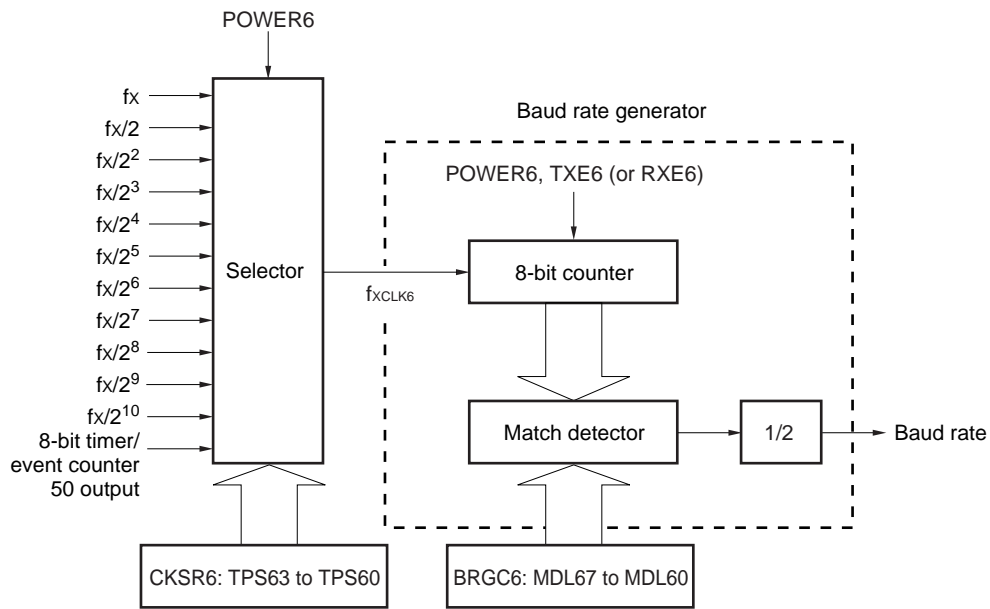 POWER6
fX
fX/2
fX/2²
fX/2³
fX/2⁴
fX/2⁵
fX/2⁶
fX/2⁷
fX/2⁸
fX/2⁹
fX/2¹⁰
8-bit timer/
event counter
50 output
Selector
fXCLK6
Baud rate generator
POWER6, TXE6 (or RXE6)
8-bit counter
Match detector
1/2
Baud rate
CKSR6: TPS63 to TPS60
BRGC6: MDL67 to MDL60